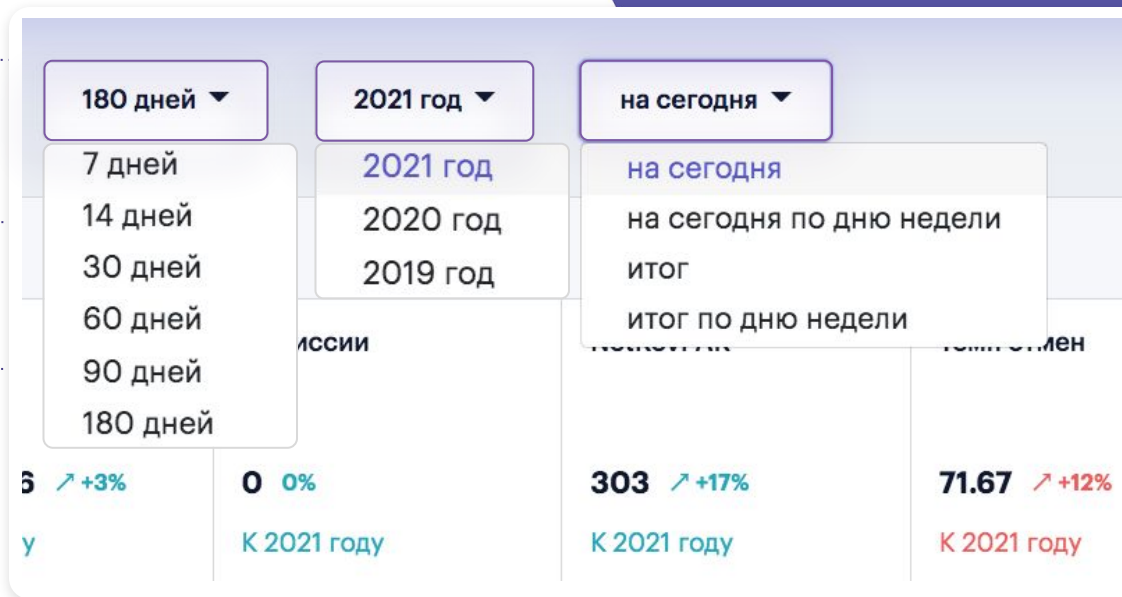 180 дней
2021 год
на сегодня
7 дней
14 дней
30 дней
60 дней
90 дней
180 дней
2021 год
2020 год
2019 год
на сегодня
на сегодня по дню недели
итог
итог по дню недели
6 ↗ +3%
у
0 0%
К 2021 году
303 ↗ +17%
К 2021 году
71.67 ↗ +12%
К 2021 году